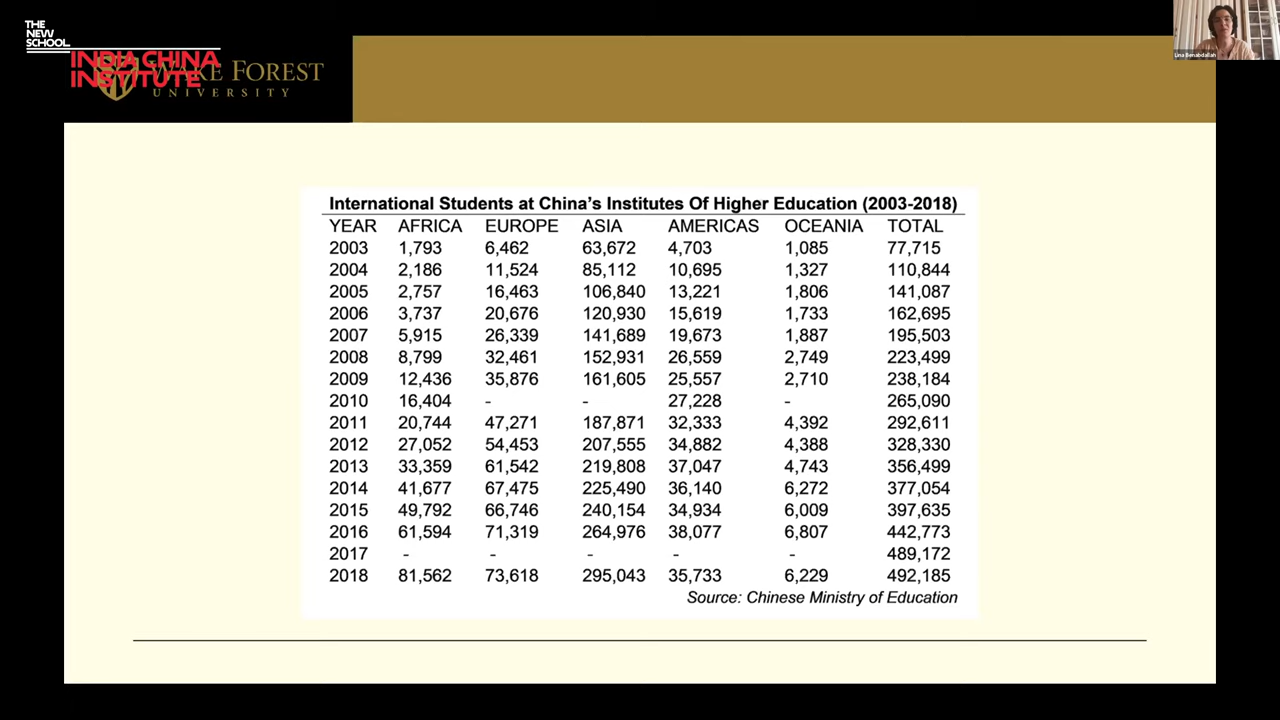 THE
NEW
SCHOOL
INDIA CHINA
INSTITUTE
WAKE FOREST
UNIVERSITY
Lina Benabdallah
International Students at China's Institutes Of Higher Education (2003-2018)
YEAR AFRICA EUROPE ASIA AMERICAS OCEANIA TOTAL
2003 1,793 6,462 63,672 4,703 1,085 77,715
2004 2,186 11,524 85,112 10,695 1,327 110,844
2005 2,757 16,463 106,840 13,221 1,806 141,087
2006 3,737 20,676 120,930 15,619 1,733 162,695
2007 5,915 26,339 141,689 19,673 1,887 195,503
2008 8,799 32,461 152,931 26,559 2,749 223,499
2009 12,436 35,876 161,605 25,557 2,710 238,184
2010 16,404 - - 27,228 - 265,090
2011 20,744 47,271 187,871 32,333 4,392 292,611
2012 27,052 54,453 207,555 34,882 4,388 328,330
2013 33,359 61,542 219,808 37,047 4,743 356,499
2014 41,677 67,475 225,490 36,140 6,272 377,054
2015 49,792 66,746 240,154 34,934 6,009 397,635
2016 61,594 71,319 264,976 38,077 6,807 442,773
2017 - - - - - 489,172
2018 81,562 73,618 295,043 35,733 6,229 492,185
Source: Chinese Ministry of Education